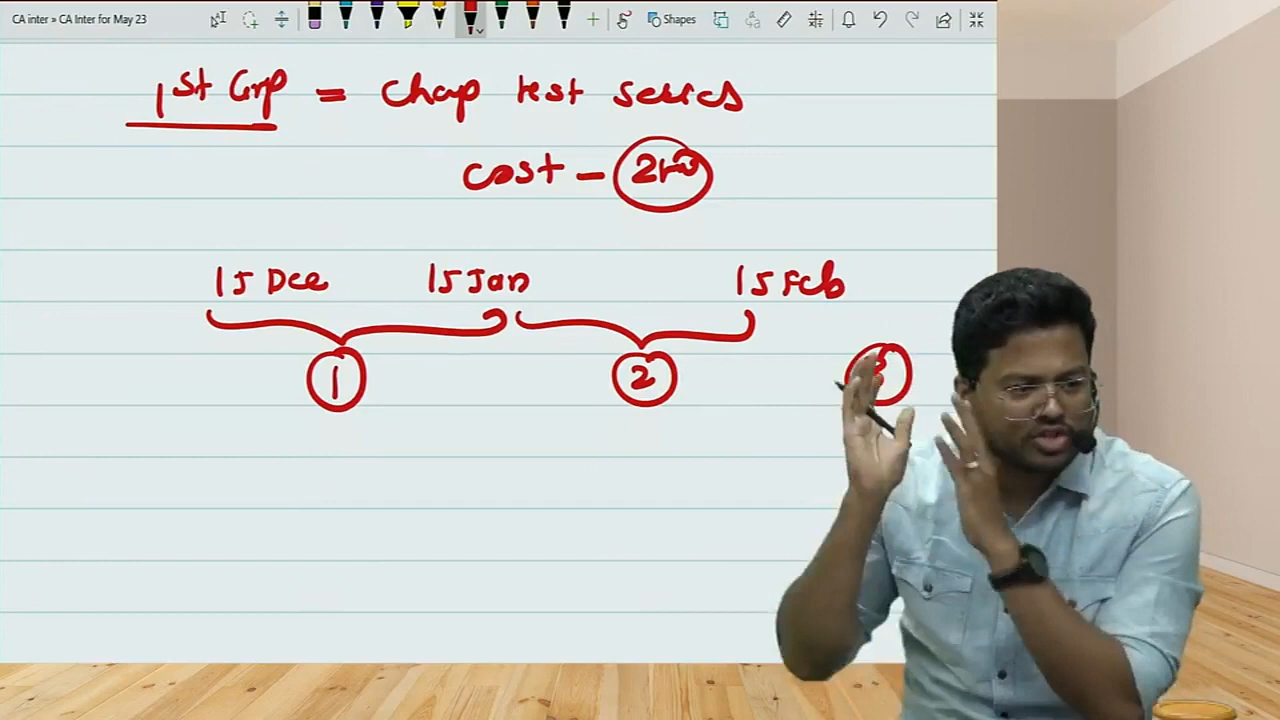 CA inter » CA Inter for May 23
Shapes
1st Grp = Chap test series
cost -
15 Dec 15 Jan 15 Feb
1 2